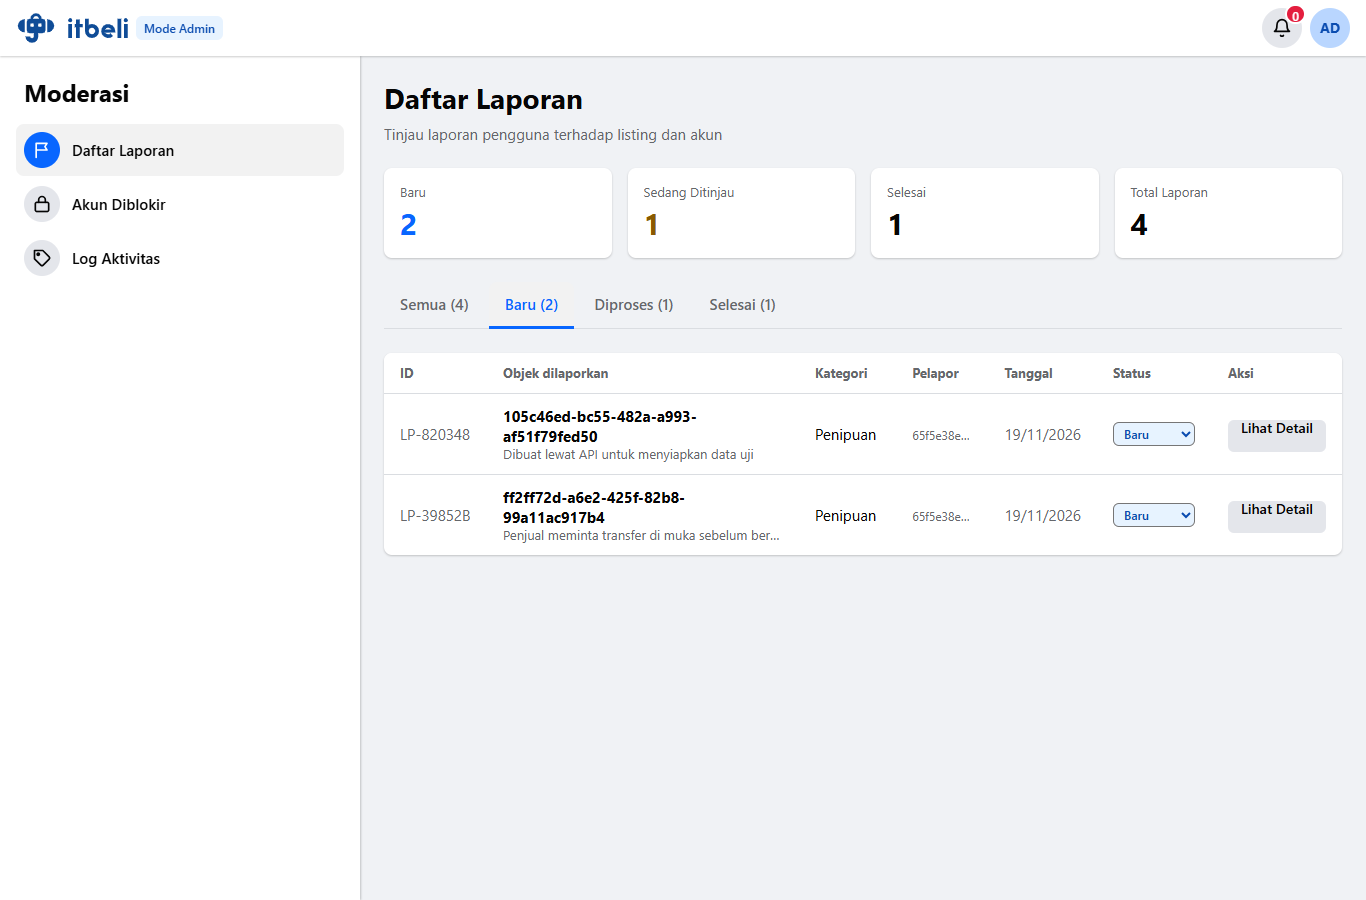 itbeli Mode Admin 0 AD
Moderasi
Daftar Laporan
Akun Diblokir
Log Aktivitas
Daftar Laporan
Tinjau laporan pengguna terhadap listing dan akun
Baru
2
Sedang Ditinjau
1
Selesai
1
Total Laporan
4
Semua (4) Baru (2) Diproses (1) Selesai (1)
ID Objek dilaporkan Kategori Pelapor Tanggal Status Aksi
LP-820348 105c46ed-bc55-482a-a993-
af51f79fed50
Dibuat lewat API untuk menyiapkan data uji
Penipuan 65f5e38e... 19/11/2026 Baru Lihat Detail
LP-39852B ff2ff72d-a6e2-425f-82b8-
99a11ac917b4
Penjual meminta transfer di muka sebelum ber...
Penipuan 65f5e38e... 19/11/2026 Baru Lihat Detail